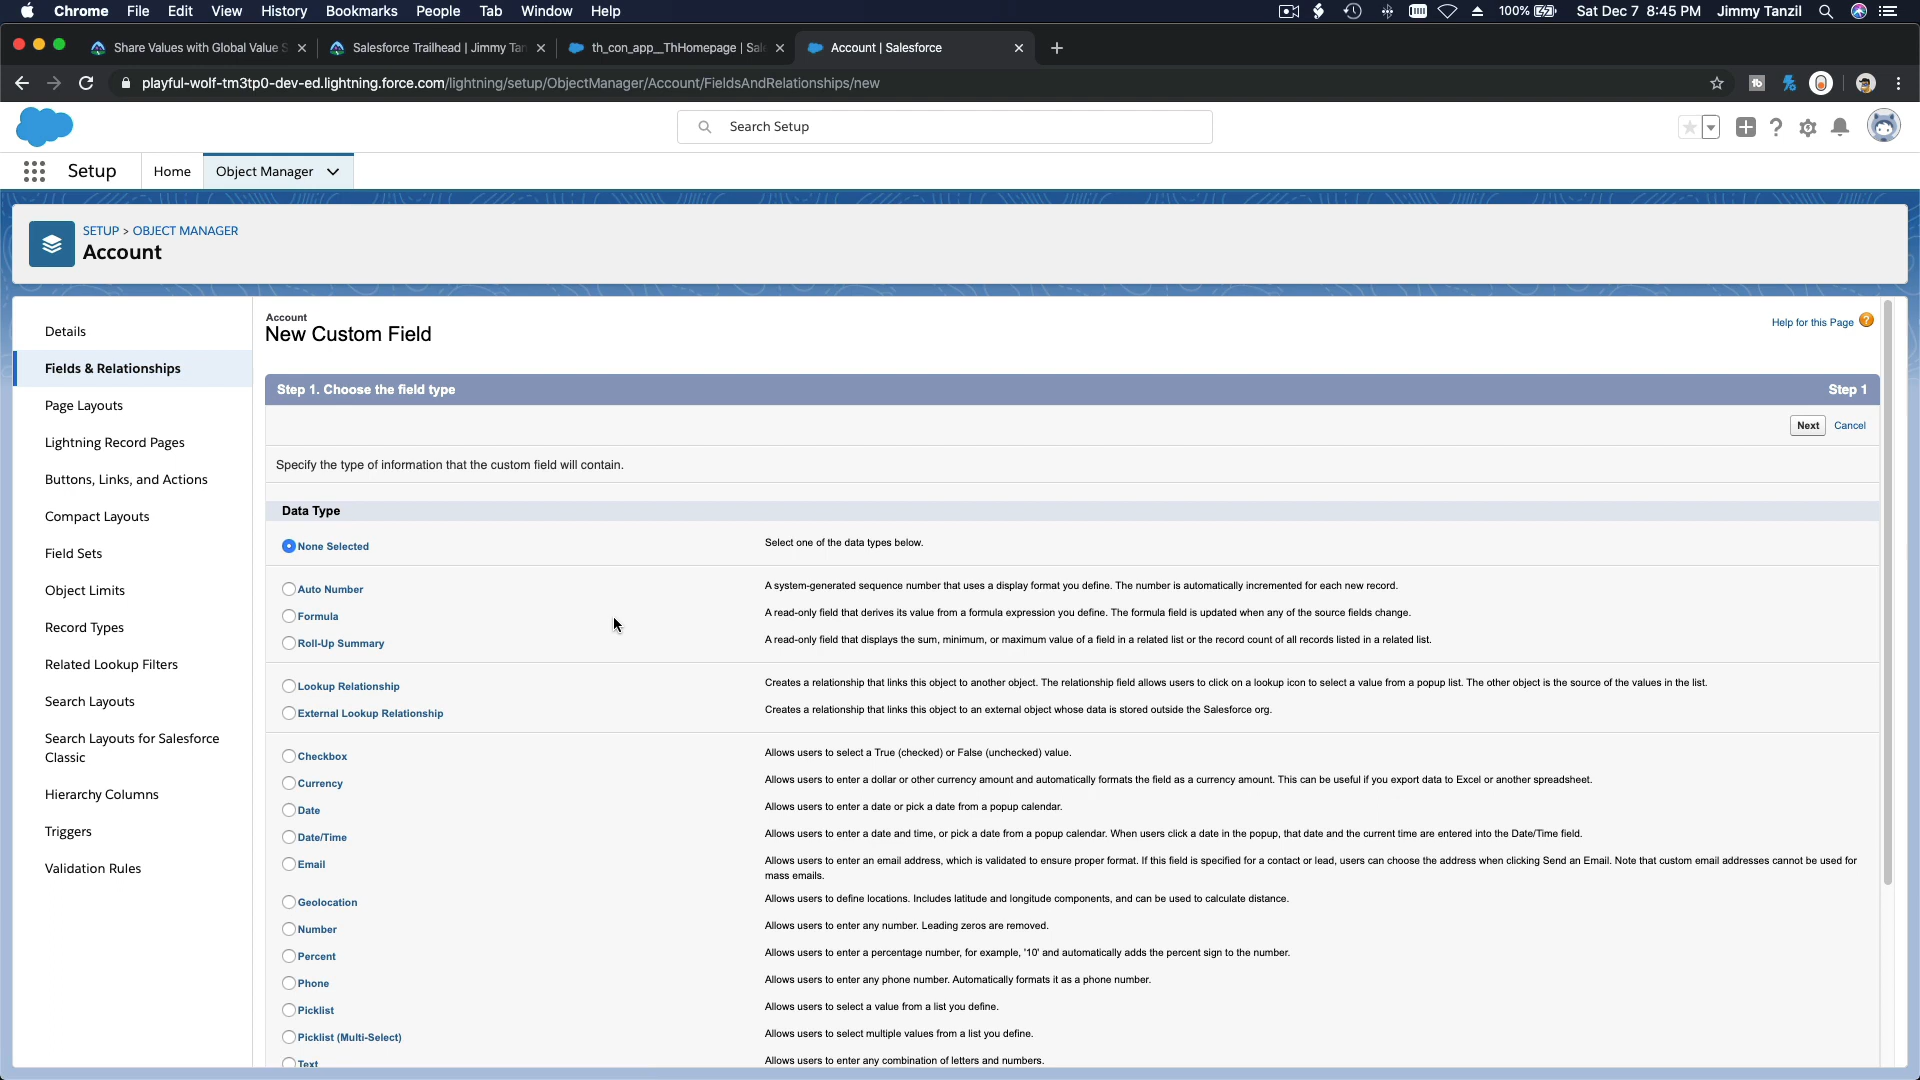 Chrome File Edit View History Bookmarks People Tab Window Help
100% Sat Dec 7 8:45 PM Jimmy Tanzil
Share Values with Global Value S
Salesforce Trailhead | Jimmy Tan
th_con_app__ThHomepage | Sale
Account | Salesforce
playful-wolf-tm3tp0-dev-ed.lightning.force.com/lightning/setup/ObjectManager/Account/FieldsAndRelationships/new
Search Setup
Setup
Home
Object Manager
SETUP > OBJECT MANAGER
Account
Details
Fields & Relationships
Page Layouts
Lightning Record Pages
Buttons, Links, and Actions
Compact Layouts
Field Sets
Object Limits
Record Types
Related Lookup Filters
Search Layouts
Search Layouts for Salesforce
Classic
Hierarchy Columns
Triggers
Validation Rules
Account
New Custom Field
Help for this Page
Step 1. Choose the field type
Step 1
Next Cancel
Specify the type of information that the custom field will contain.
Data Type
None Selected
Select one of the data types below.
Auto Number
A system-generated sequence number that uses a display format you define. The number is automatically incremented for each new record.
Formula
A read-only field that derives its value from a formula expression you define. The formula field is updated when any of the source fields change.
Roll-Up Summary
A read-only field that displays the sum, minimum, or maximum value of a field in a related list or the record count of all records listed in a related list.
Lookup Relationship
Creates a relationship that links this object to another object. The relationship field allows users to click on a lookup icon to select a value from a popup list. The other object is the source of the values in the list.
External Lookup Relationship
Creates a relationship that links this object to an external object whose data is stored outside the Salesforce org.
Checkbox
Allows users to select a True (checked) or False (unchecked) value.
Currency
Allows users to enter a dollar or other currency amount and automatically formats the field as a currency amount. This can be useful if you export data to Excel or another spreadsheet.
Date
Allows users to enter a date or pick a date from a popup calendar.
Date/Time
Allows users to enter a date and time, or pick a date from a popup calendar. When users click a date in the popup, that date and the current time are entered into the Date/Time field.
Email
Allows users to enter an email address, which is validated to ensure proper format. If this field is specified for a contact or lead, users can choose the address when clicking Send an Email. Note that custom email addresses cannot be used for
mass emails.
Geolocation
Allows users to define locations. Includes latitude and longitude components, and can be used to calculate distance.
Number
Allows users to enter any number. Leading zeros are removed.
Percent
Allows users to enter a percentage number, for example, '10' and automatically adds the percent sign to the number.
Phone
Allows users to enter any phone number. Automatically formats it as a phone number.
Picklist
Allows users to select a value from a list you define.
Picklist (Multi-Select)
Allows users to select multiple values from a list you define.
Text
Allows users to enter any combination of letters and numbers.